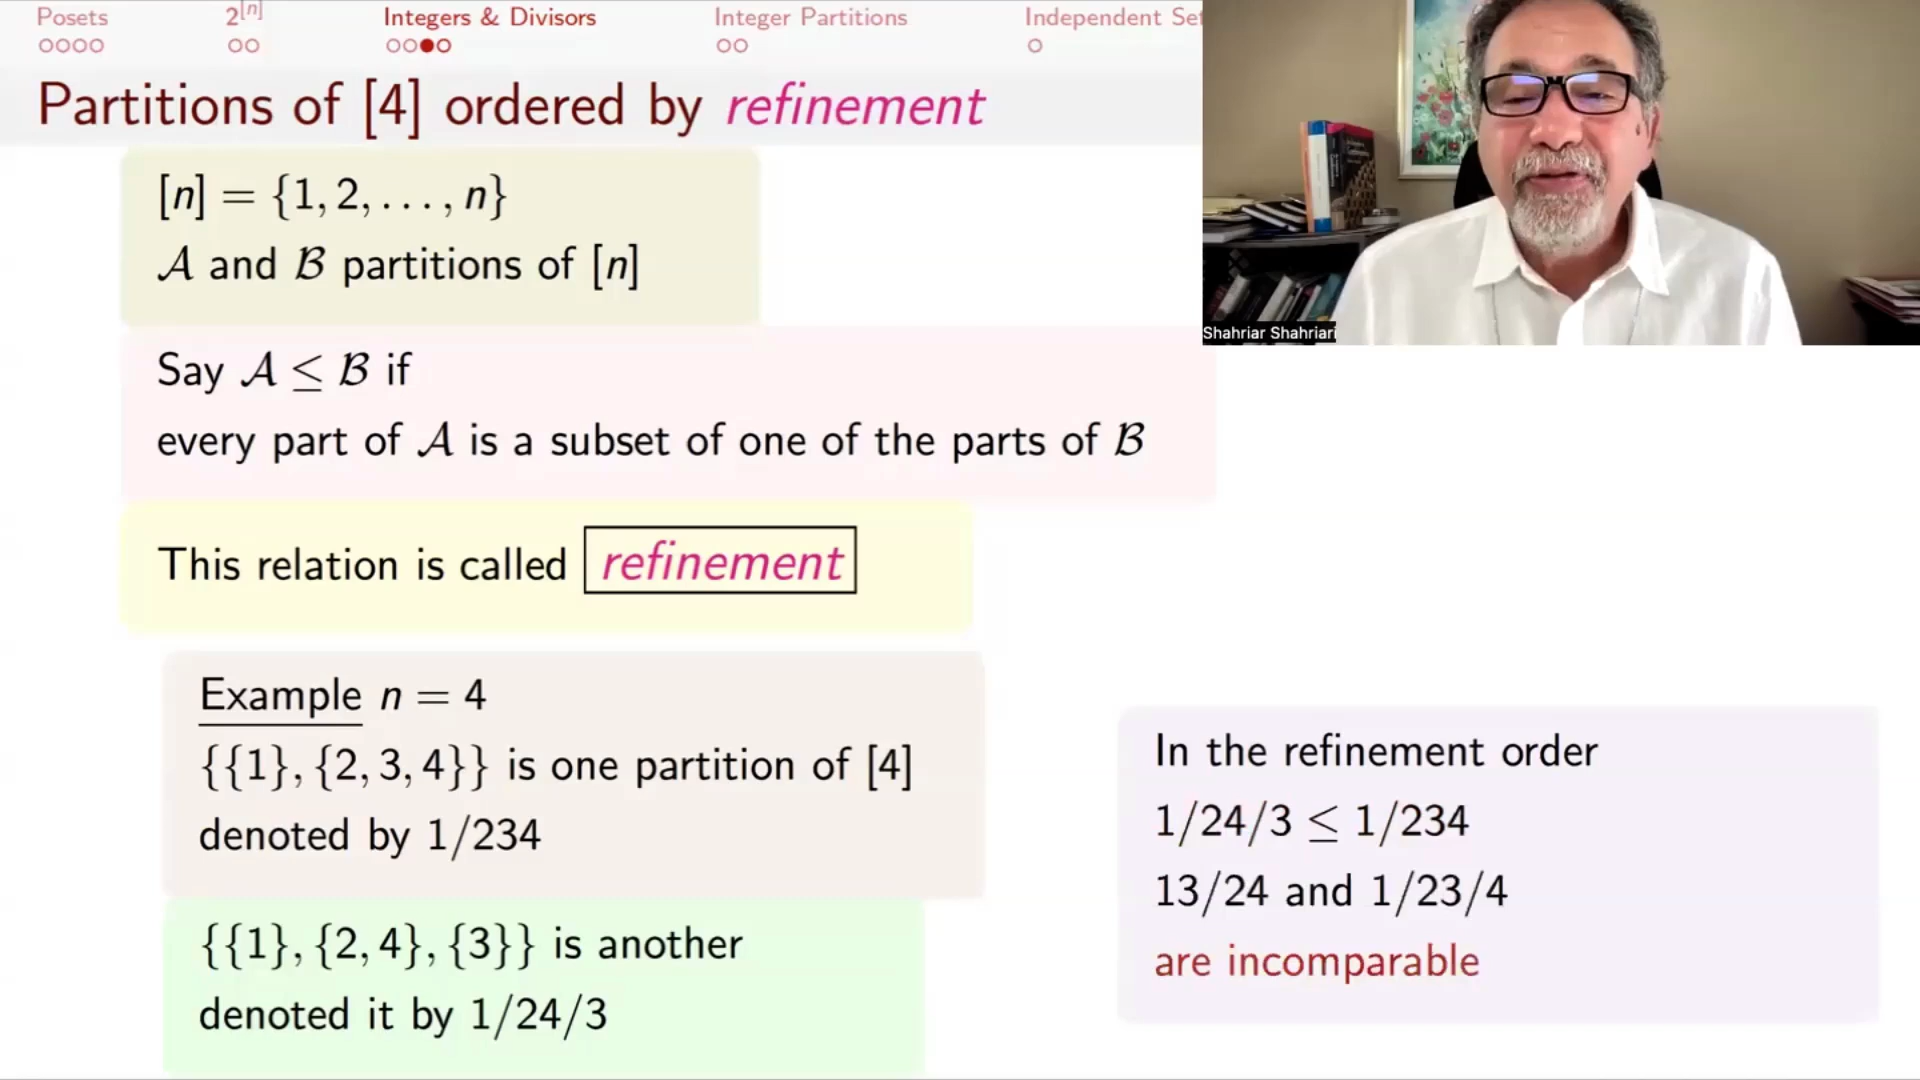 Posets
2^[n]
Integers & Divisors
Integer Partitions
Independent Set
Partitions of [4] ordered by refinement
[n] = {1, 2, . . . , n}
𝒜 and ℬ partitions of [n]
Say 𝒜 ≤ ℬ if
every part of 𝒜 is a subset of one of the parts of ℬ
This relation is called refinement
Example n = 4
{{1}, {2, 3, 4}} is one partition of [4]
denoted by 1/234
{{1}, {2, 4}, {3}} is another
denoted it by 1/24/3
In the refinement order
1/24/3 ≤ 1/234
13/24 and 1/23/4
are incomparable
Shahriar Shahriari